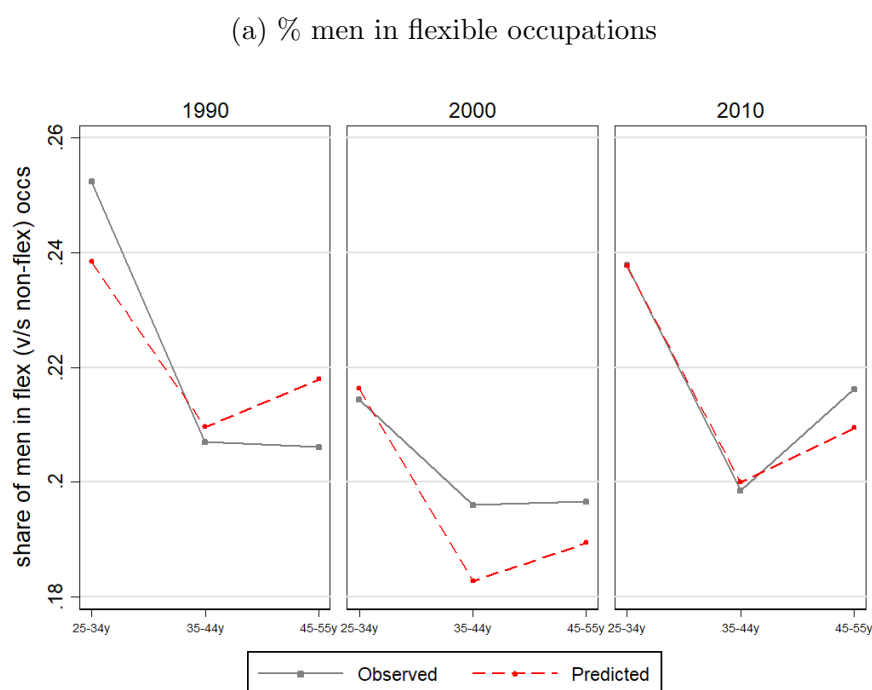 (a) % men in flexible occupations
1990 2000 2010
share of men in flex (v/s non-flex) occs
.26
.24
.22
.2
.18
25-34y 35-44y 45-55y 25-34y 35-44y 45-55y 25-34y 35-44y 45-55y
Observed Predicted